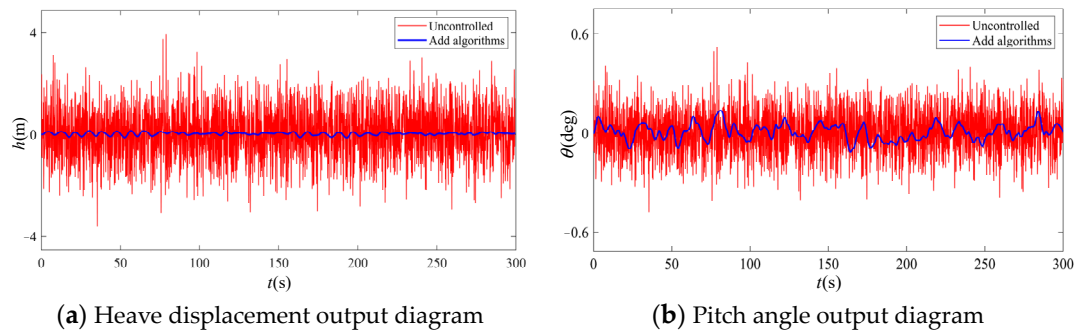 Uncontrolled
Add algorithms
4
0
−4
h(m)
0
50
100
150
200
250
300
t(s)
(a) Heave displacement output diagram
Uncontrolled
Add algorithms
0.6
0
−0.6
θ(deg)
0
50
100
150
200
250
300
t(s)
(b) Pitch angle output diagram